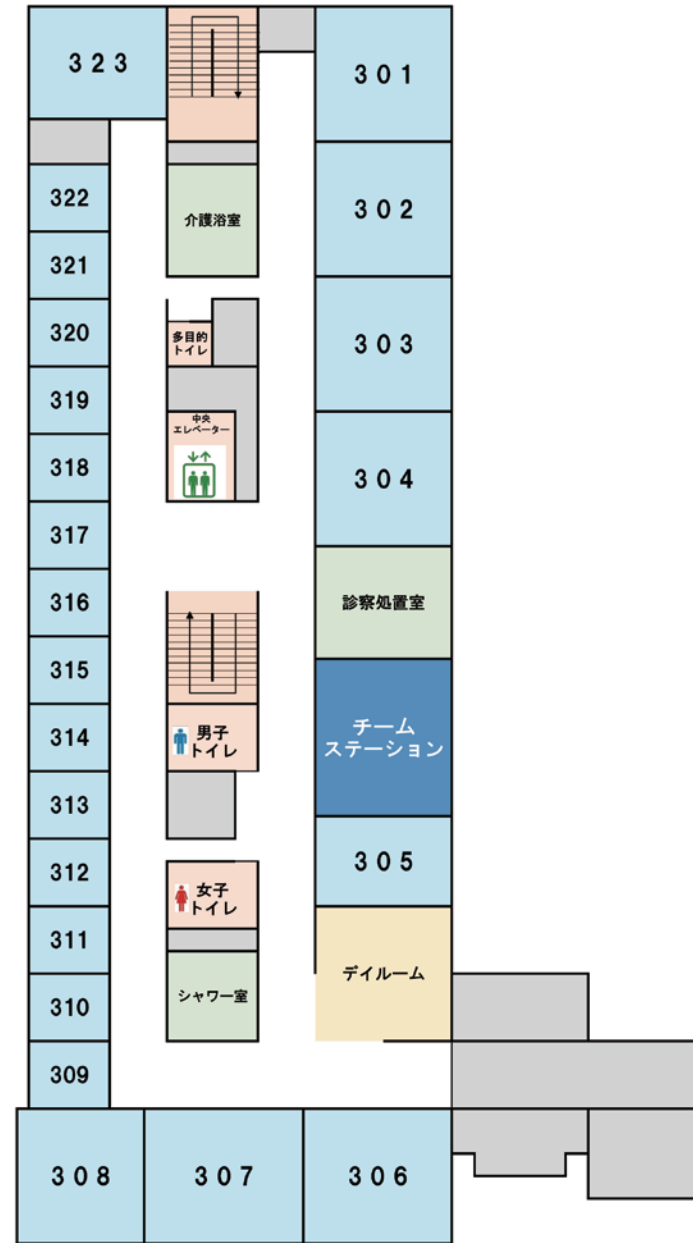 323
301
322
介護浴室
302
321
320
多目的
トイレ
303
319
中央
エレベーター
318
304
317
316
診察処置室
315
314
男子
トイレ
チーム
ステーション
313
312
女子
トイレ
305
311
310
シャワー室
デイルーム
309
308
307
306